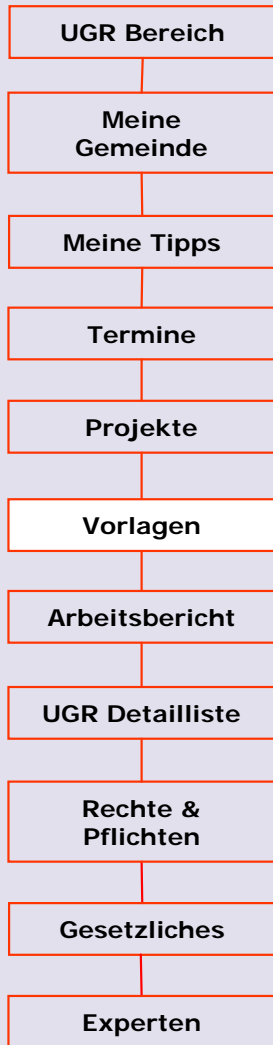 UGR Bereich
Meine
Gemeinde
Meine Tipps
Termine
Projekte
Vorlagen
Arbeitsbericht
UGR Detailliste
Rechte &
Pflichten
Gesetzliches
Experten